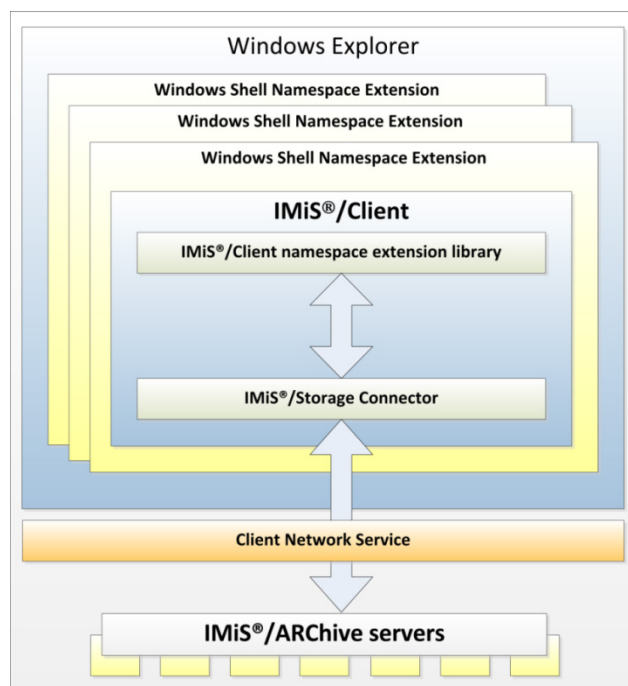 Windows Explorer
Windows Shell Namespace Extension
Windows Shell Namespace Extension
Windows Shell Namespace Extension
IMiS®/Client
IMiS®/Client namespace extension library
IMiS®/Storage Connector
Client Network Service
IMiS®/ARChive servers